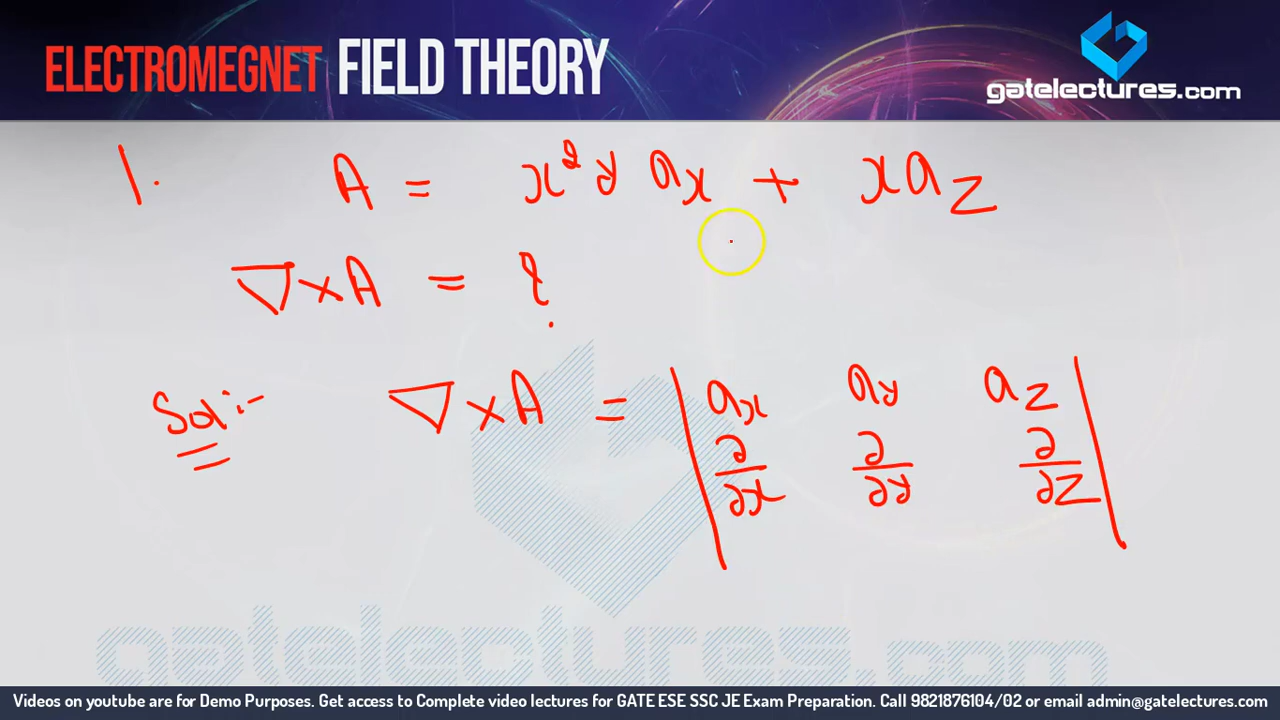 ELECTROMEGNET FIELD THEORY
gatelectures.com
1. A = x²y aₓ + x a_z
∇×A = ?
Sol:- ∇×A = | aₓ a_y a_z |
| ∂/∂x ∂/∂y ∂/∂z |
gatelectures.com
Videos on youtube are for Demo Purposes. Get access to Complete video lectures for GATE ESE SSC JE Exam Preparation. Call 9821876104/02 or email admin@gatelectures.com